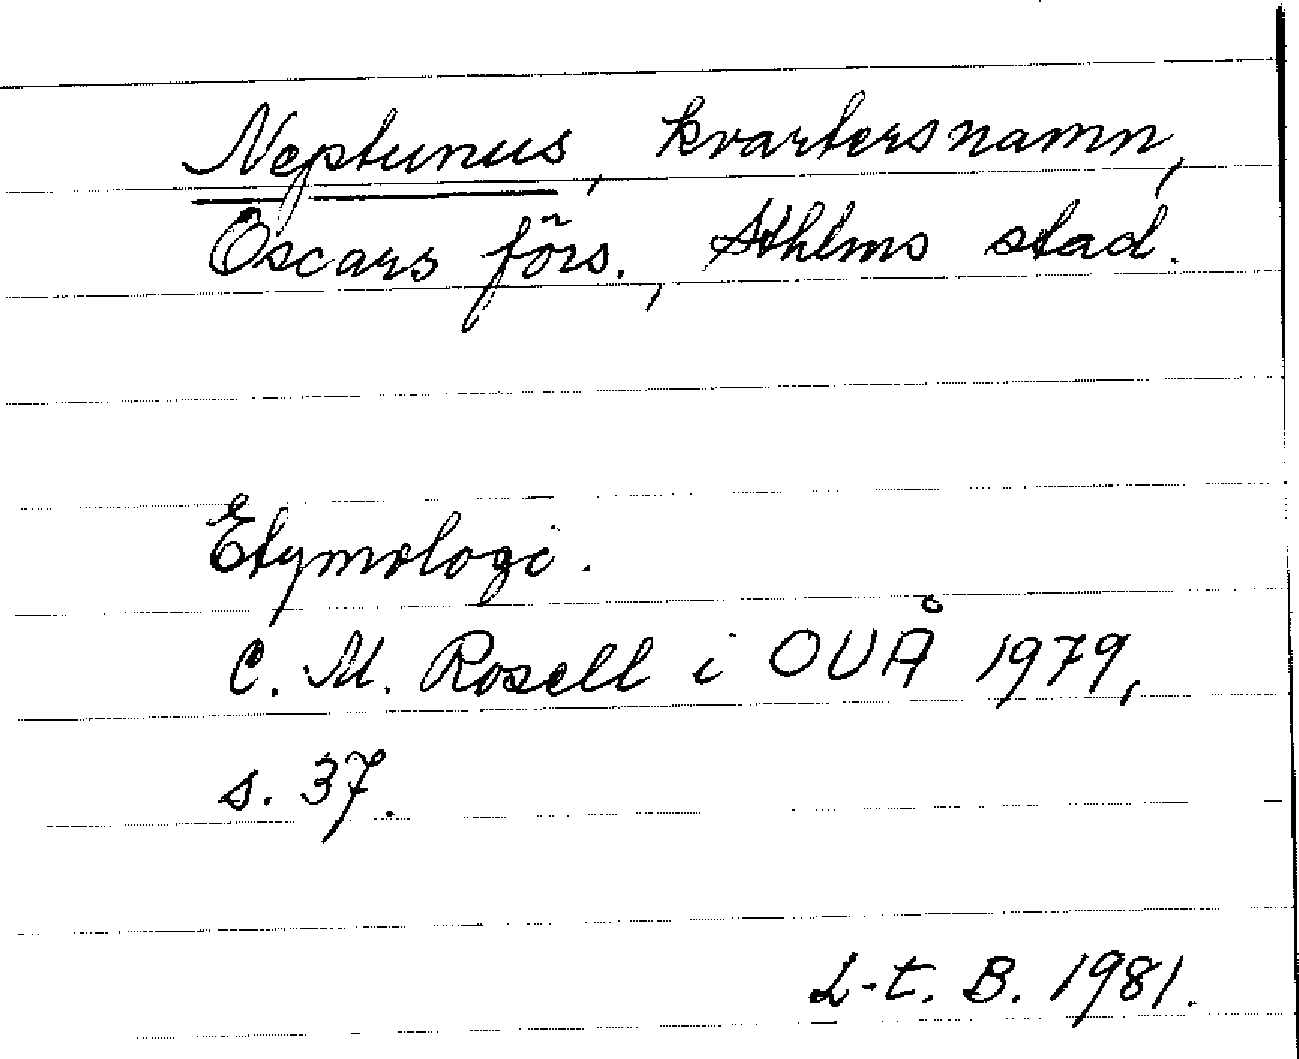 Neptunus, kvartersnamn,
Oscars förs., Sthlms stad.
Etymologi.
C. M. Rosell i OUÅ 1979,
s. 37.
L-t. B. 1981.